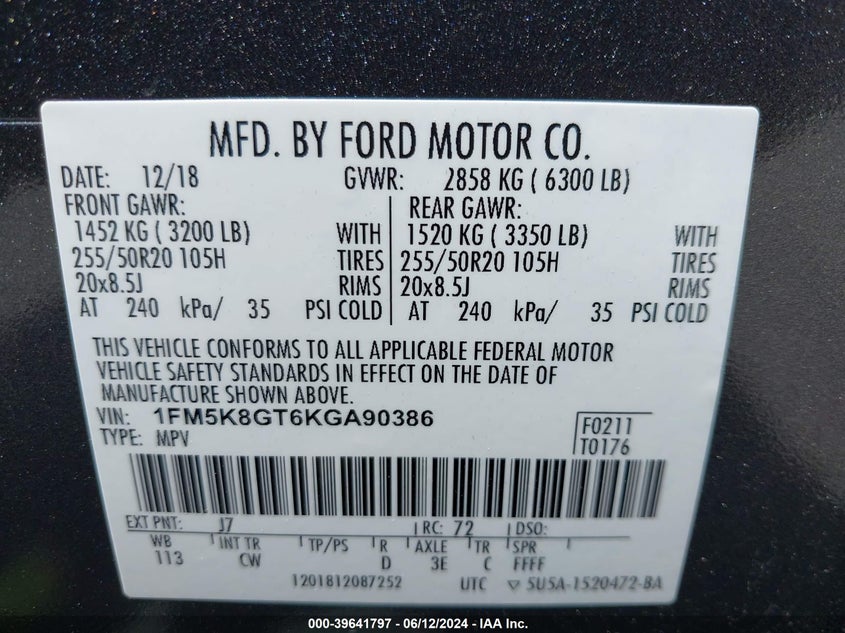 MFD. BY FORD MOTOR CO.
DATE: 12/18 GVWR: 2858 KG ( 6300 LB)
FRONT GAWR: REAR GAWR:
1452 KG ( 3200 LB) WITH 1520 KG ( 3350 LB) WITH
255/50R20 105H TIRES 255/50R20 105H TIRES
20x8.5J RIMS 20x8.5J RIMS
AT 240 kPa/ 35 PSI COLD AT 240 kPa/ 35 PSI COLD
THIS VEHICLE CONFORMS TO ALL APPLICABLE FEDERAL MOTOR
VEHICLE SAFETY STANDARDS IN EFFECT ON THE DATE OF
MANUFACTURE SHOWN ABOVE.
VIN: 1FM5K8GT6KGA90386 F0211
TYPE: MPV T0176
EXT PNT: J7 RC: 72 DSO:
WB INT TR TP/PS R AXLE TR SPR
113 CW D 3E C FFFF
1201812087252 UTC ▽ 5U5A-1520472-BA
000-39641797 - 06/12/2024 - IAA Inc.